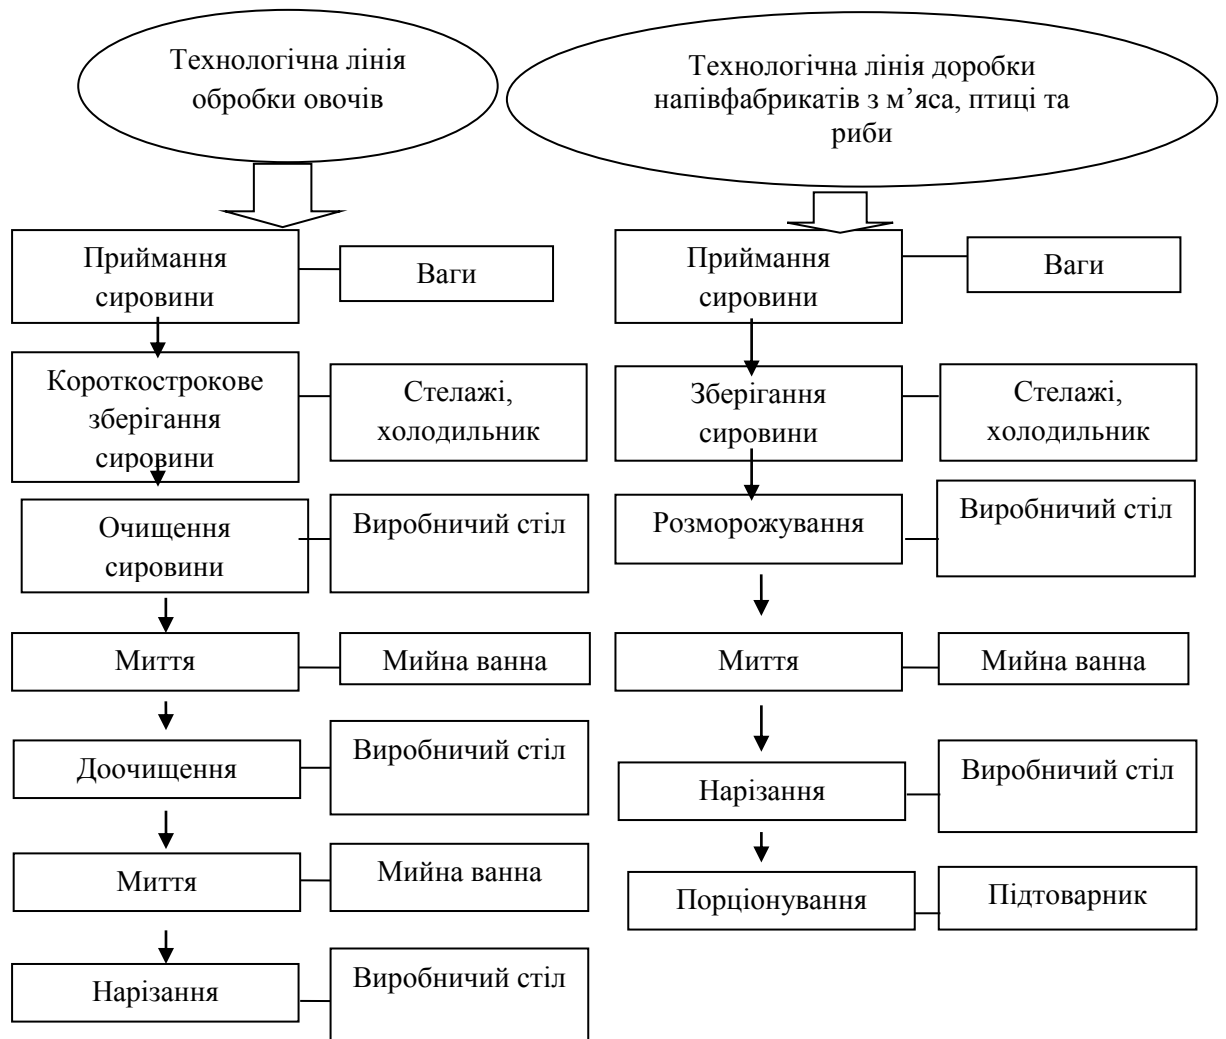 Технологічна лінія
обробки овочів
Приймання
сировини
Ваги
Короткострокове
зберігання
сировини
Стелажі,
холодильник
Очищення
сировини
Виробничий стіл
Миття
Мийна ванна
Доочищення
Виробничий стіл
Миття
Мийна ванна
Нарізання
Виробничий стіл
Технологічна лінія доробки
напівфабрикатів з м’яса, птиці та
риби
Приймання
сировини
Ваги
Зберігання
сировини
Стелажі,
холодильник
Розморожування
Виробничий стіл
Миття
Мийна ванна
Нарізання
Виробничий стіл
Порціонування
Підтоварник